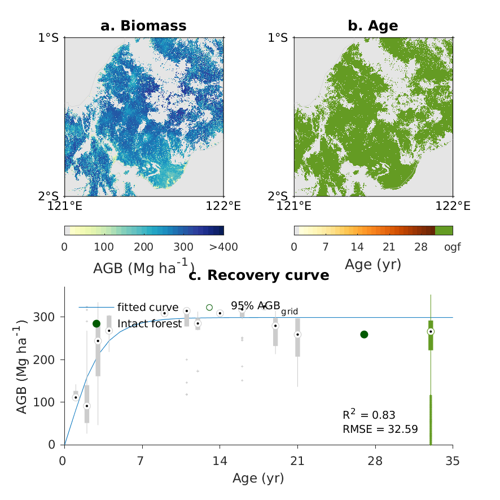 a. Biomass
b. Age
1°S
2°S
121°E 122°E
1°S
2°S
121°E 122°E
0 100 200 300 >400
AGB (Mg ha-1)
0 7 14 21 28 ogf
Age (yr)
c. Recovery curve
fitted curve
95% AGBgrid
Intact forest
300
200
100
0
AGB (Mg ha-1)
R2 = 0.83
RMSE = 32.59
0 7 14 21 28 35
Age (yr)